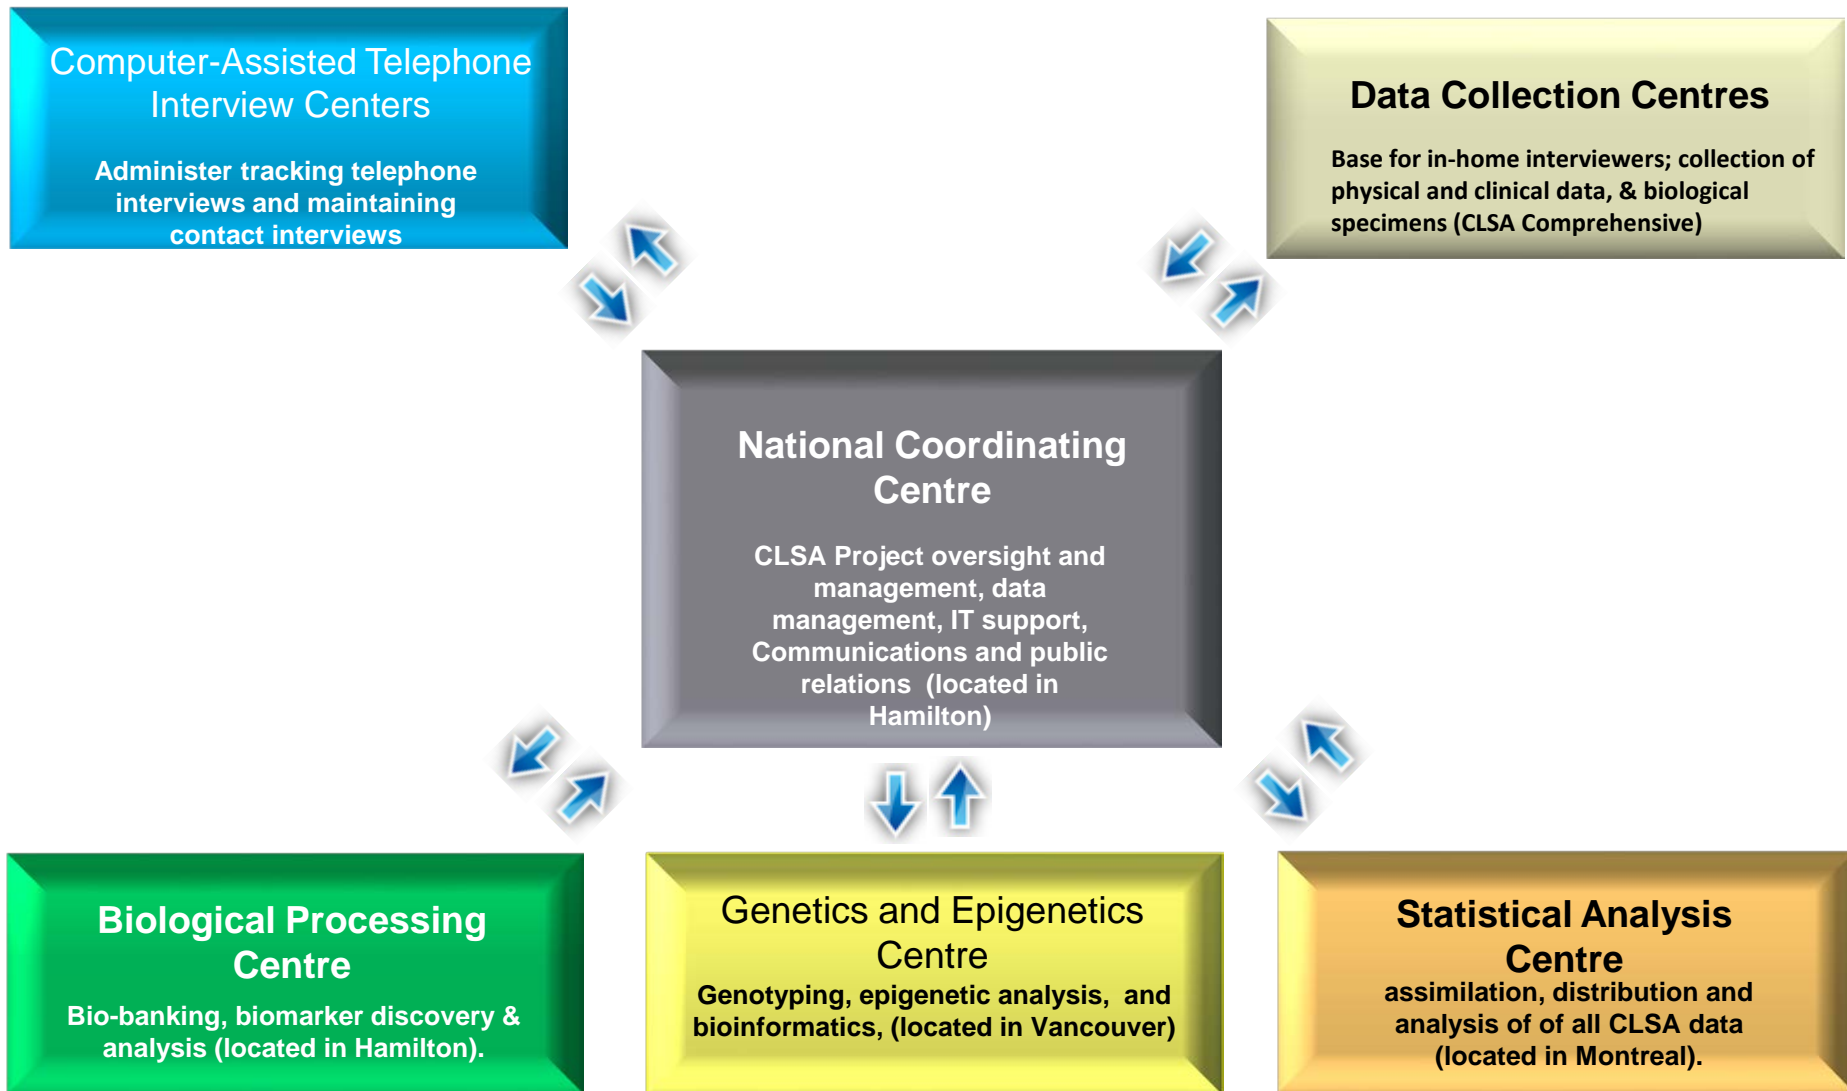 Computer-Assisted Telephone
Interview Centers
Administer tracking telephone
interviews and maintaining
contact interviews
Data Collection Centres
Base for in-home interviewers; collection of
physical and clinical data, & biological
specimens (CLSA Comprehensive)
National Coordinating
Centre
CLSA Project oversight and
management, data
management, IT support,
Communications and public
relations (located in
Hamilton)
Biological Processing
Centre
Bio-banking, biomarker discovery &
analysis (located in Hamilton).
Genetics and Epigenetics
Centre
Genotyping, epigenetic analysis, and
bioinformatics, (located in Vancouver)
Statistical Analysis
Centre
assimilation, distribution and
analysis of of all CLSA data
(located in Montreal).